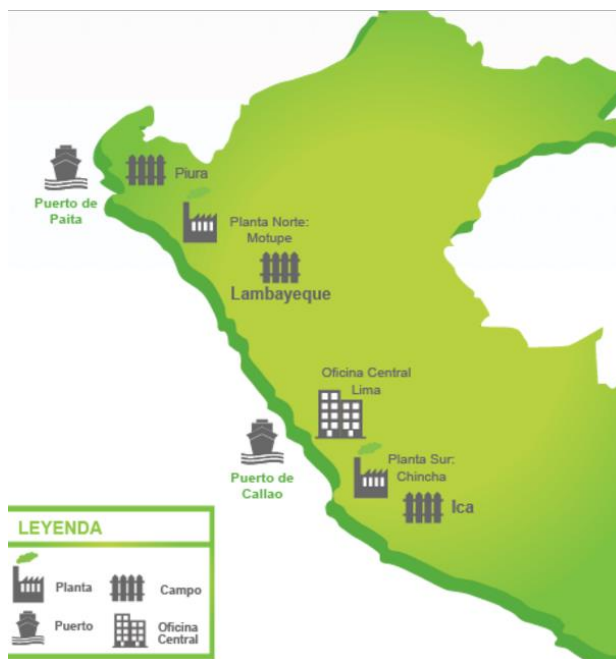 Piura
Puerto de
Paita
Planta Norte:
Motupe
Lambayeque
Oficina Central
Lima
Puerto de
Callao
Planta Sur:
Chincha
Ica
LEYENDA
Planta
Campo
Puerto
Oficina
Central